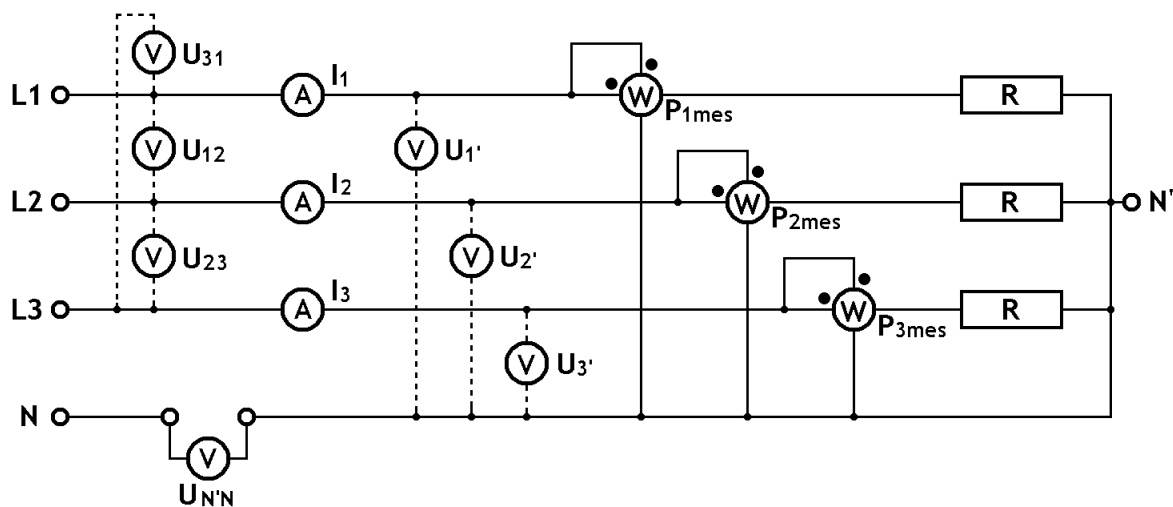 V U31
L1 A I1 W P1mes R
V U12 V U1'
L2 A I2 W P2mes R N'
V U23 V U2'
L3 A I3 W P3mes R
V U3'
N
V
UN'N